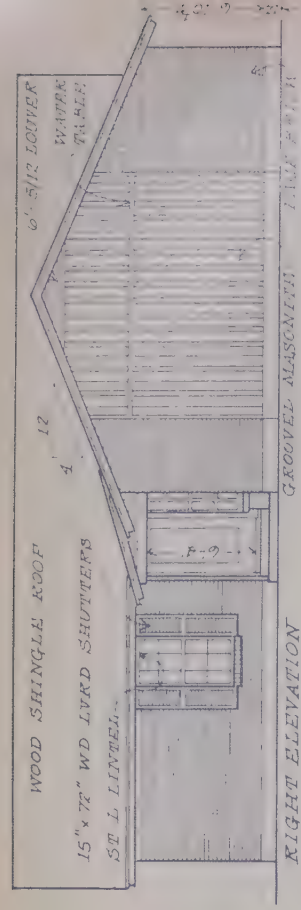 WOOD SHINGLE ROOF
6' 5/12 LOUVER
WATER
TABLE
12
4
15" x 72" WD LVRD SHUTTERS
ST L LINTEL
GROOVED MASONITE
RIGHT ELEVATION